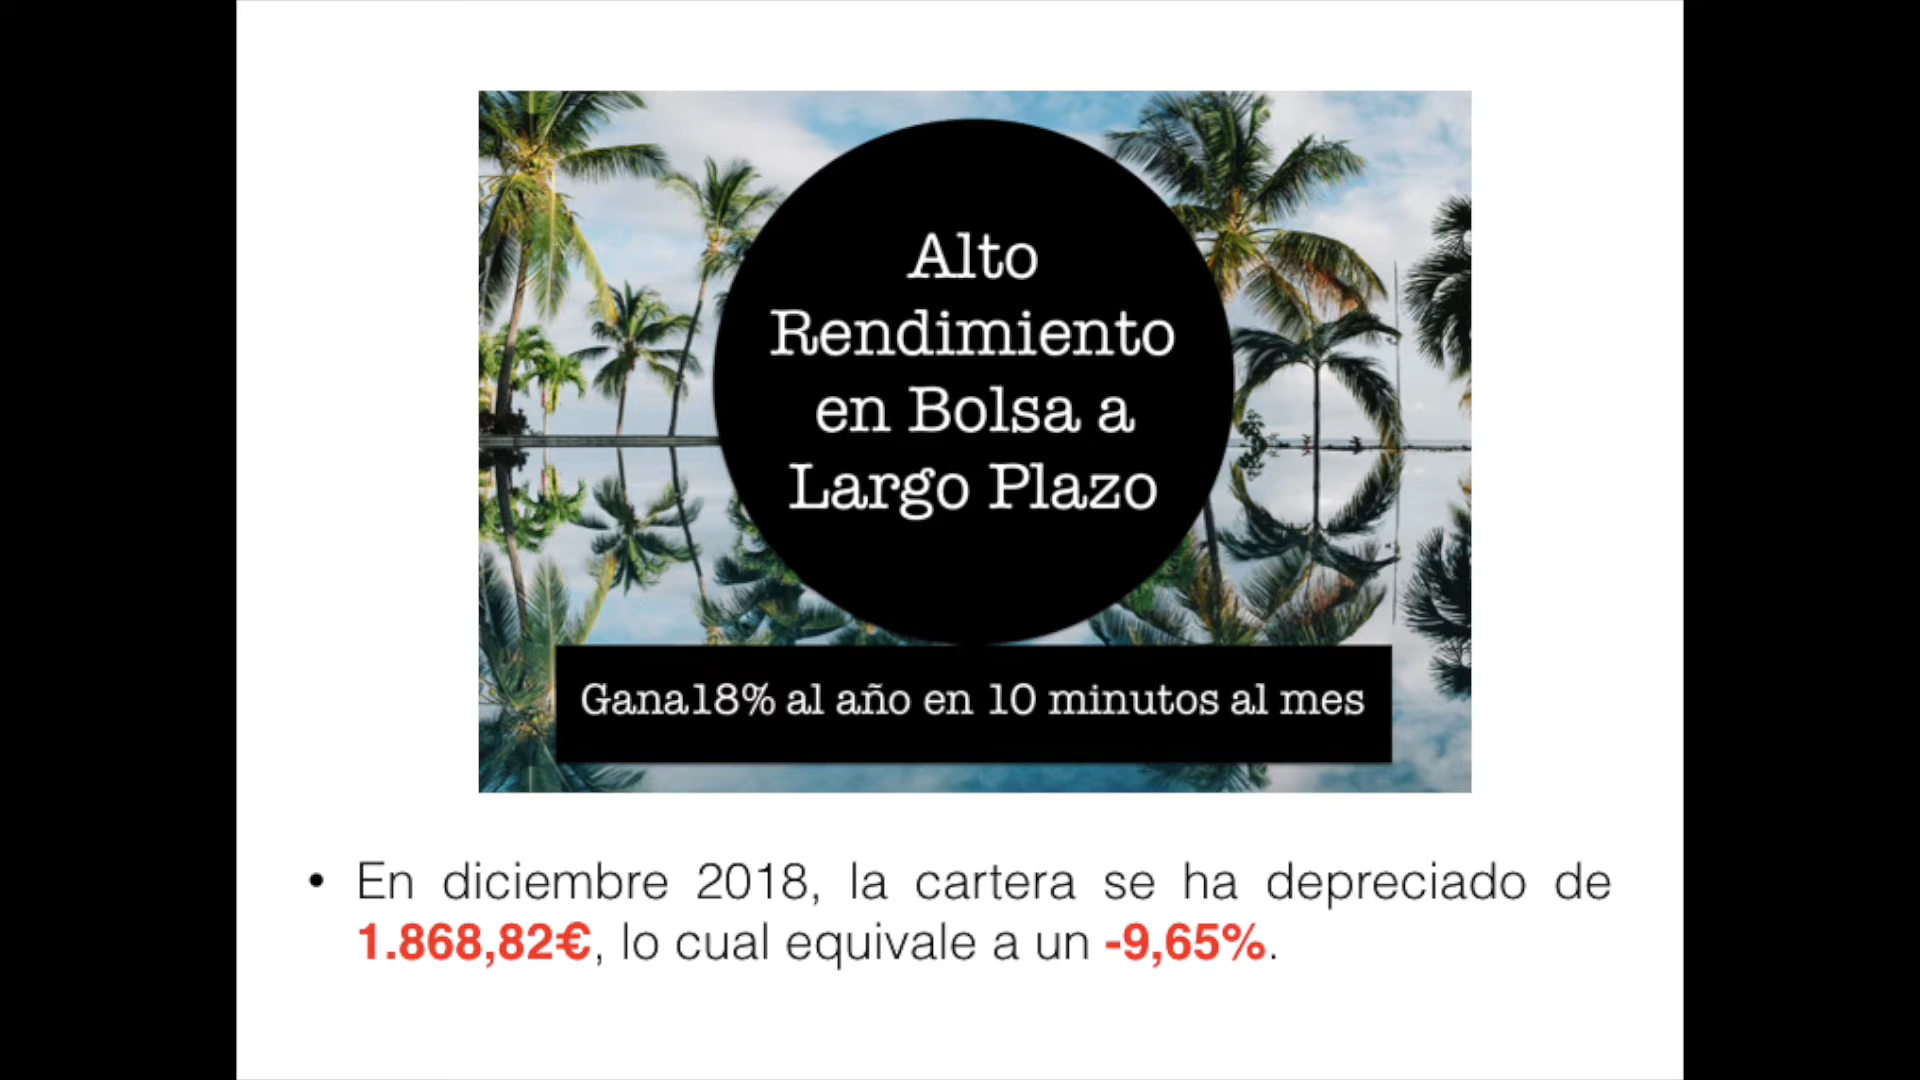 Alto
Rendimiento
en Bolsa a
Largo Plazo
Gana18% al año en 10 minutos al mes
• En diciembre 2018, la cartera se ha depreciado de
1.868,82€, lo cual equivale a un -9,65%.